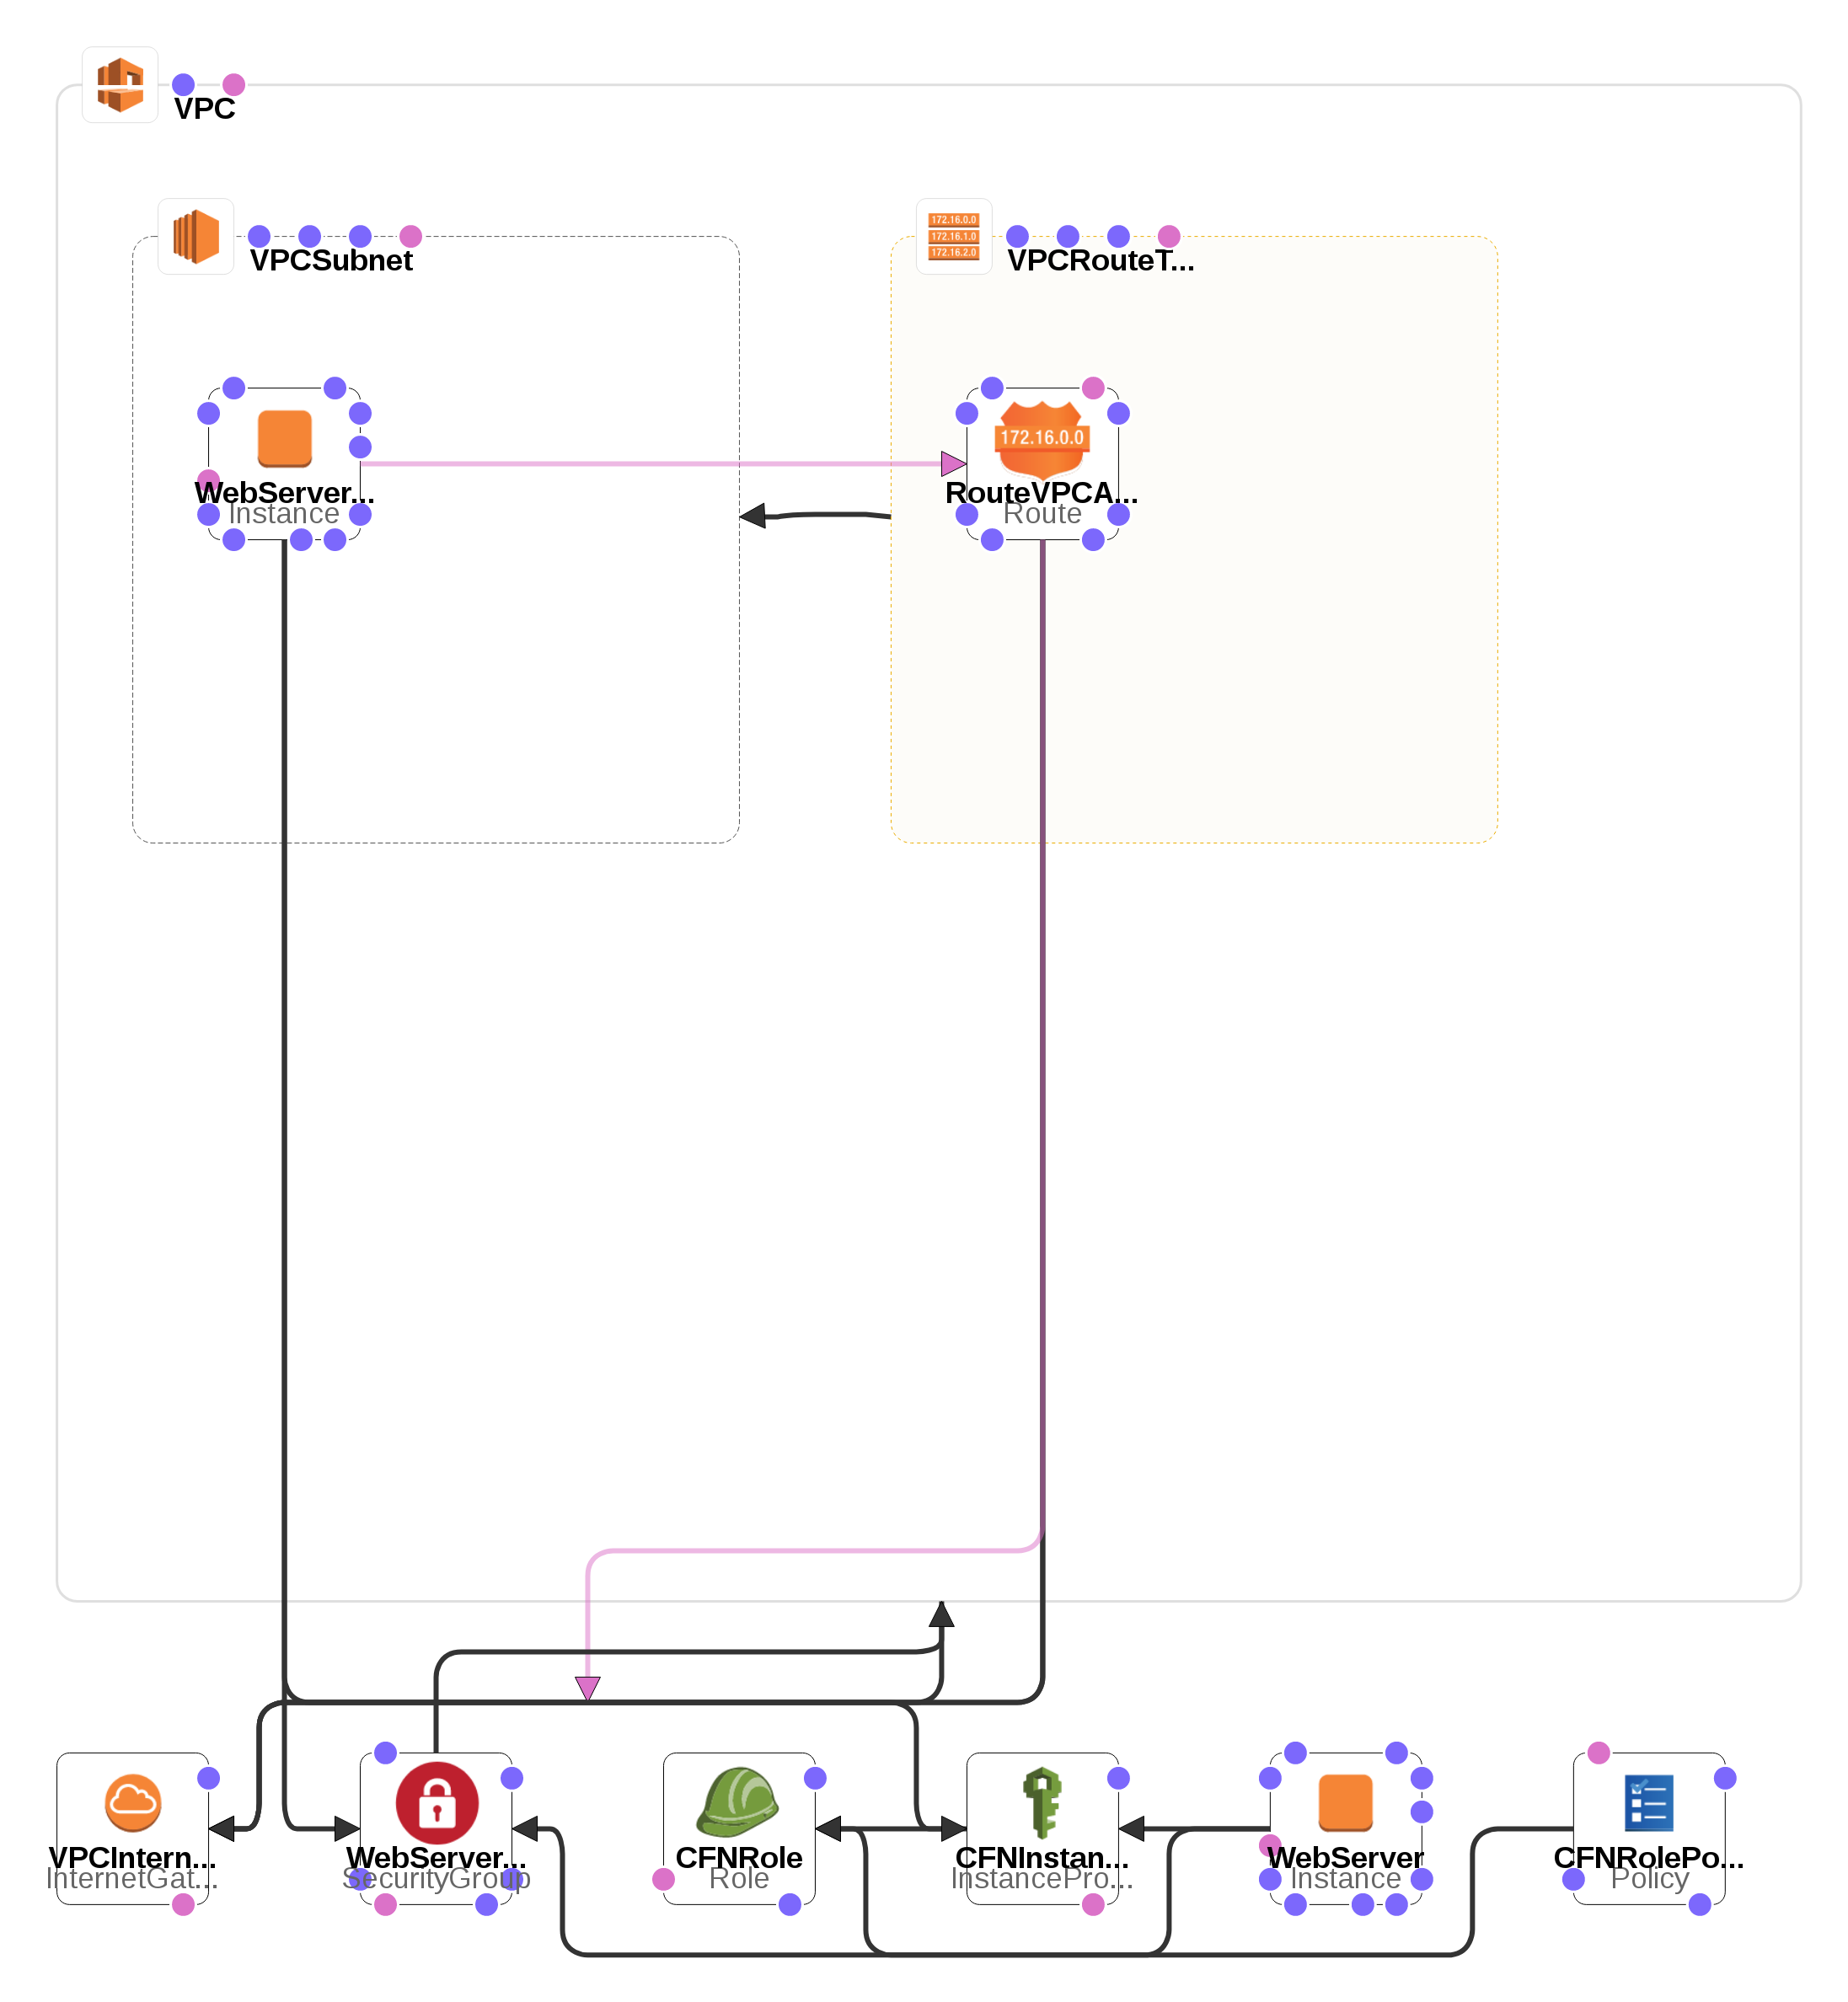 VPC
VPCSubnet
172.16.0.0
172.16.1.0
172.16.2.0
VPCRouteT...
WebServer...
Instance
172.16.0.0
RouteVPCA...
Route
VPCIntern...
InternetGat...
WebServer...
SecurityGroup
CFNRole
Role
CFNInstan...
InstancePro...
WebServer
Instance
CFNRolePo...
Policy